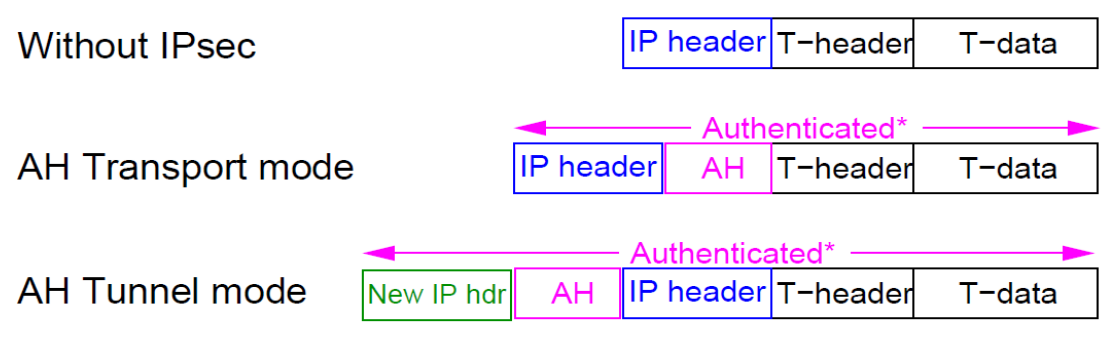 Without IPsec IP header T−header T−data
Authenticated*
AH Transport mode IP header AH T−header T−data
Authenticated*
AH Tunnel mode New IP hdr AH IP header T−header T−data